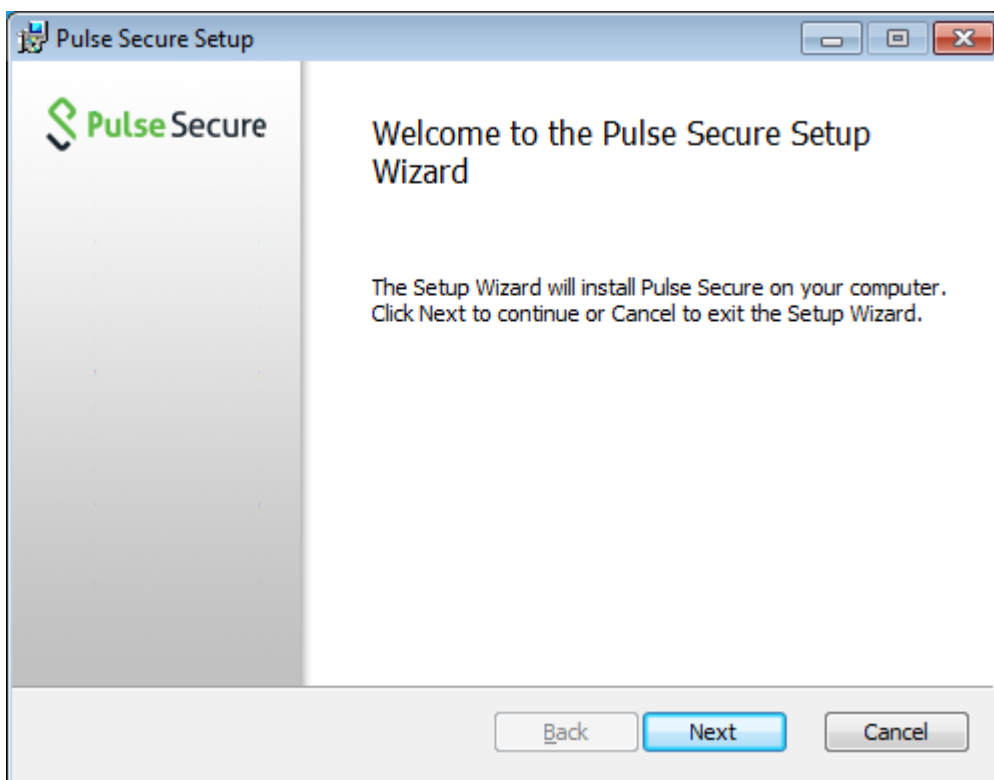 Pulse Secure Setup
Pulse Secure
Welcome to the Pulse Secure Setup
Wizard
The Setup Wizard will install Pulse Secure on your computer.
Click Next to continue or Cancel to exit the Setup Wizard.
Back Next Cancel